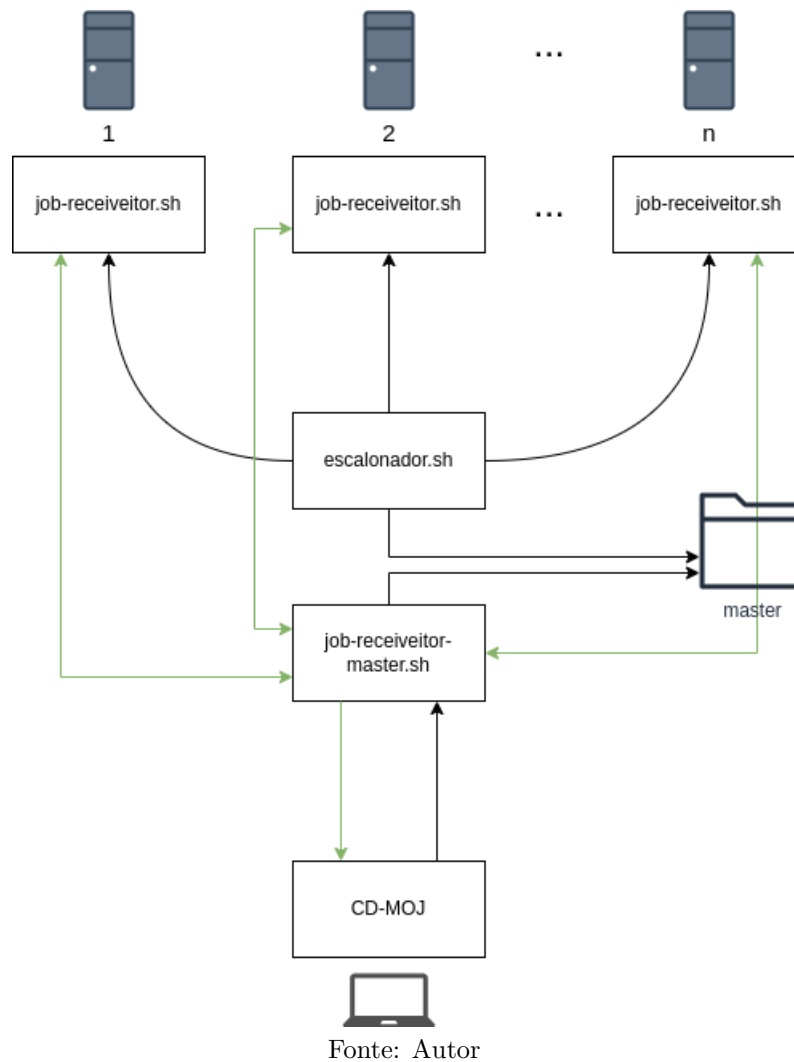 ...
1
2
n
job-receiveitor.sh
job-receiveitor.sh
...
job-receiveitor.sh
escalonador.sh
master
job-receiveitor-
master.sh
CD-MOJ
Fonte: Autor